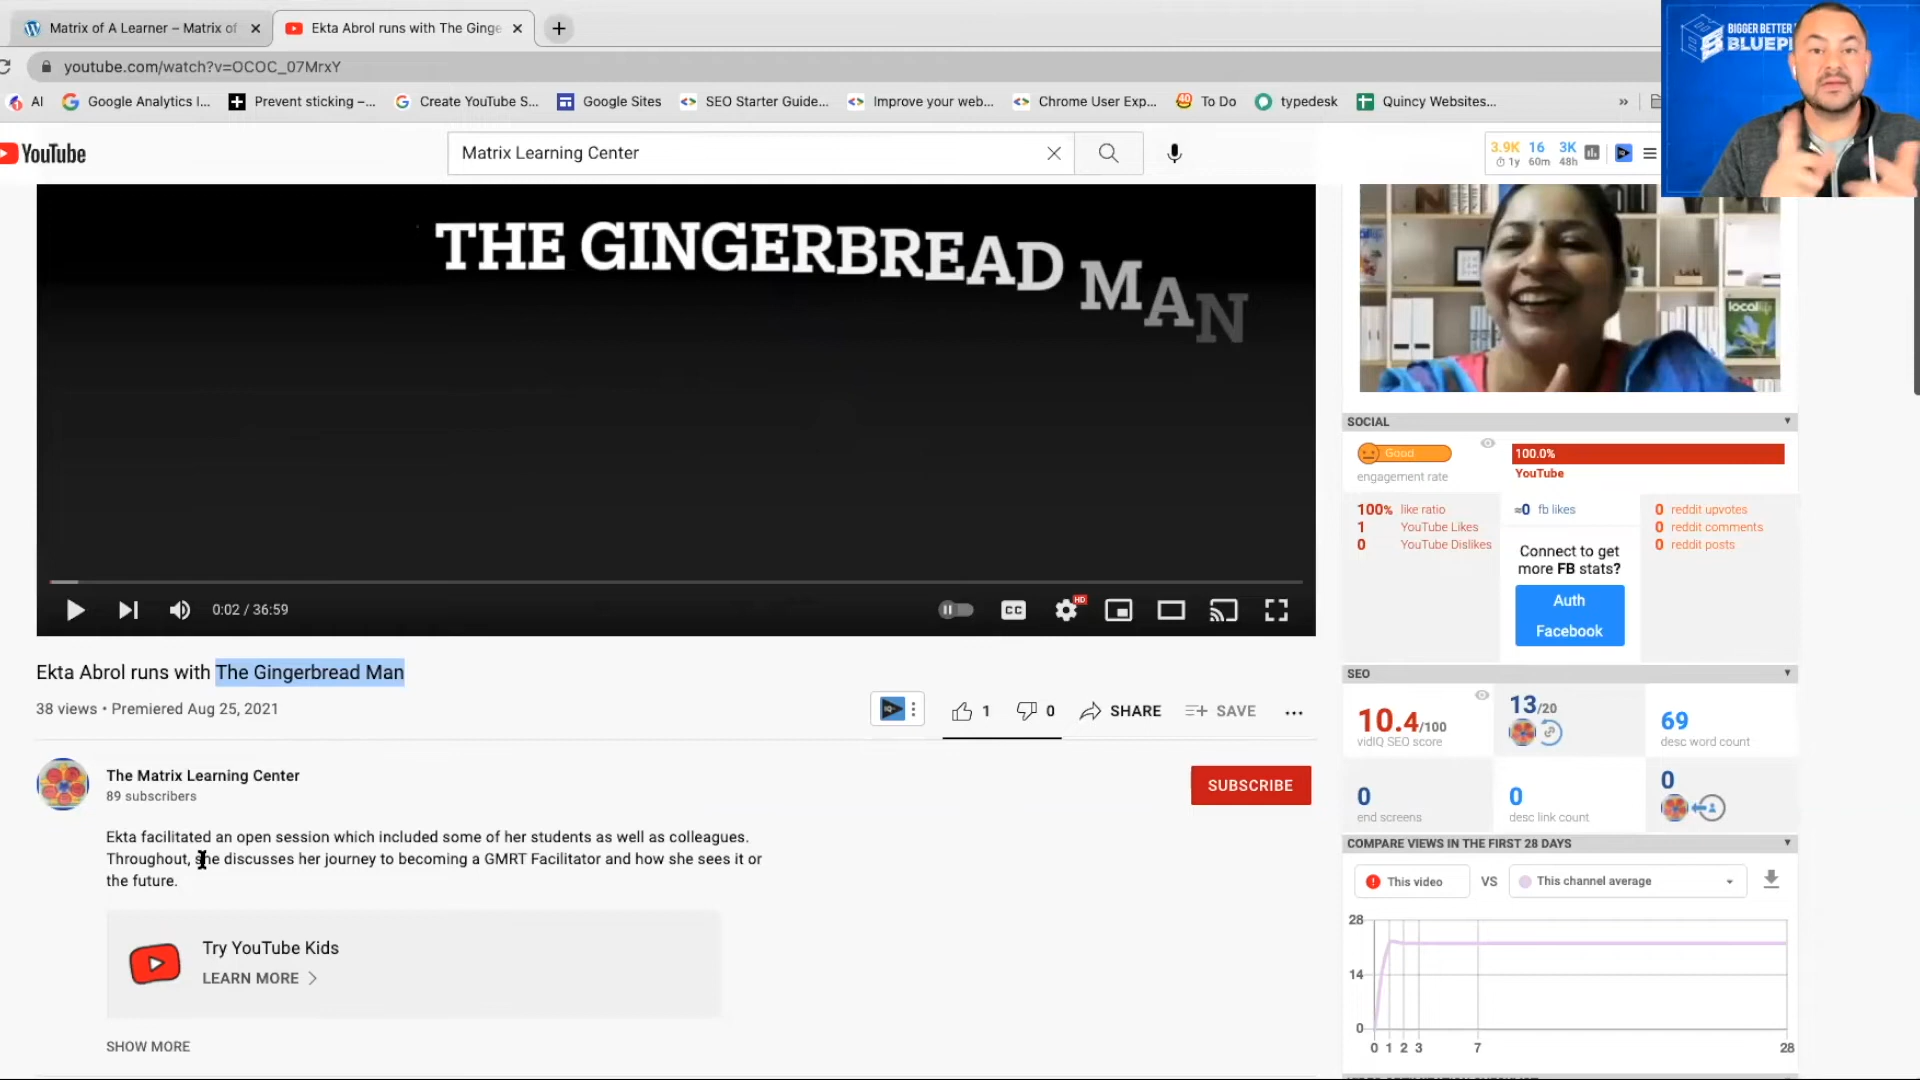 Matrix of A Learner – Matrix of
Ekta Abrol runs with The Ginge
youtube.com/watch?v=OCOC_07MrxY
AI
Google Analytics I...
Prevent sticking –...
Create YouTube S...
Google Sites
SEO Starter Guide...
Improve your web...
Chrome User Exp...
To Do
typedesk
Quincy Websites...
»
BIGGER BETTER
YouTube
Matrix Learning Center
3.9K 16 3K
1y 60m 48h
THE GINGERBREAD MAN
local
0:02 / 36:59
CC
HD
Ekta Abrol runs with The Gingerbread Man
38 views • Premiered Aug 25, 2021
1 0 SHARE SAVE ...
The Matrix Learning Center
89 subscribers
SUBSCRIBE
Ekta facilitated an open session which included some of her students as well as colleagues.
Throughout, she discusses her journey to becoming a GMRT Facilitator and how she sees it or
the future.
Try YouTube Kids
LEARN MORE
SHOW MORE
SOCIAL
Good
engagement rate
100.0%
YouTube
100% like ratio
1 YouTube Likes
0 YouTube Dislikes
≈0 fb likes
Connect to get
more FB stats?
Auth
Facebook
0 reddit upvotes
0 reddit comments
0 reddit posts
SEO
10.4/100
vidIQ SEO score
13/20
69
desc word count
0
end screens
0
desc link count
0
COMPARE VIEWS IN THE FIRST 28 DAYS
This video
VS
This channel average
28
14
0
0 1 2 3 7 28